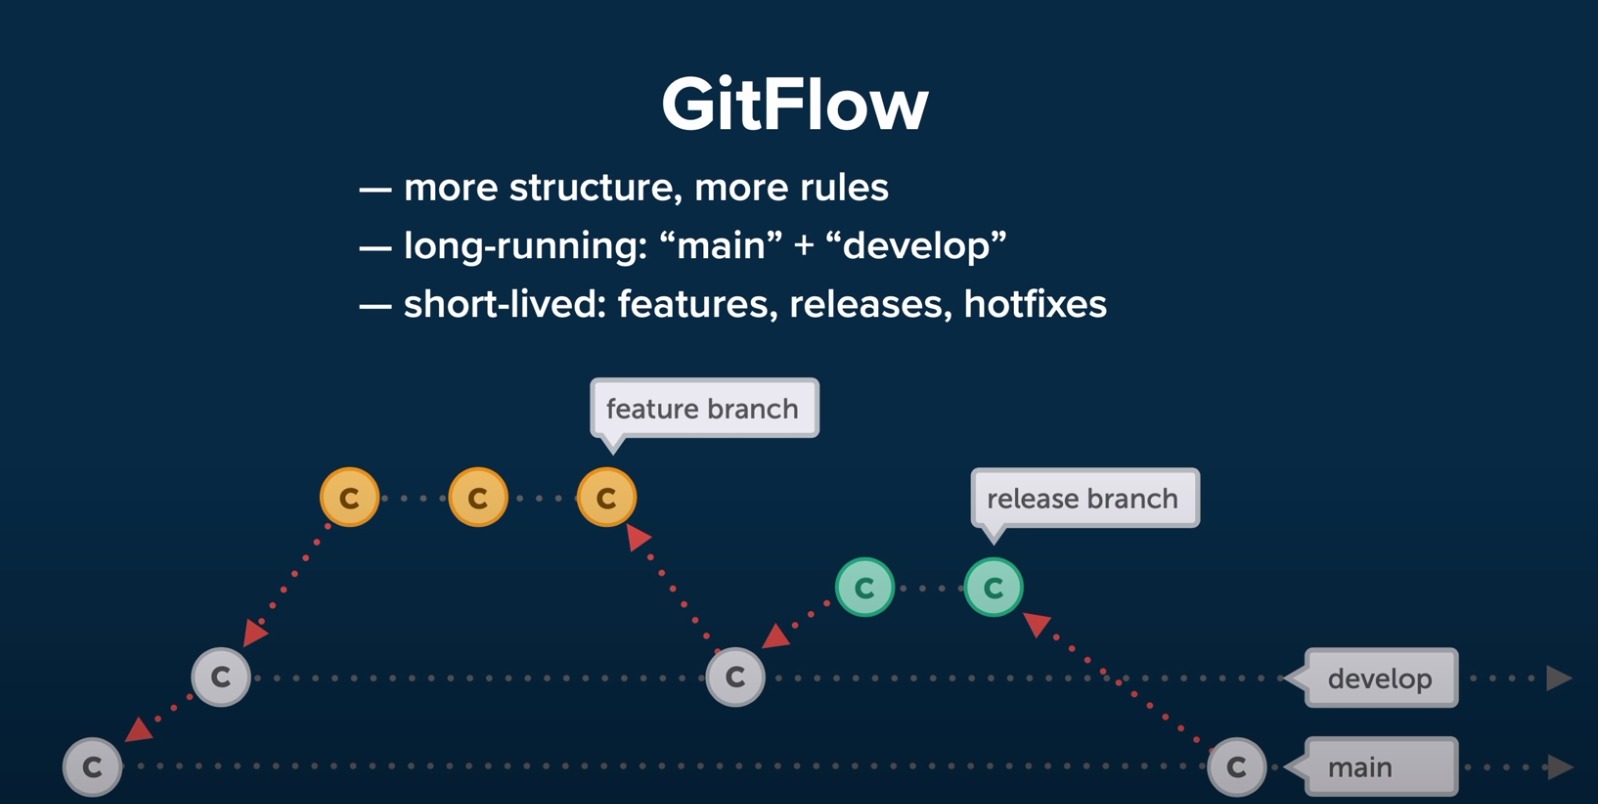 GitFlow
— more structure, more rules
— long-running: “main” + “develop”
— short-lived: features, releases, hotfixes
feature branch
C C C
release branch
C C
C C
develop
C C
main